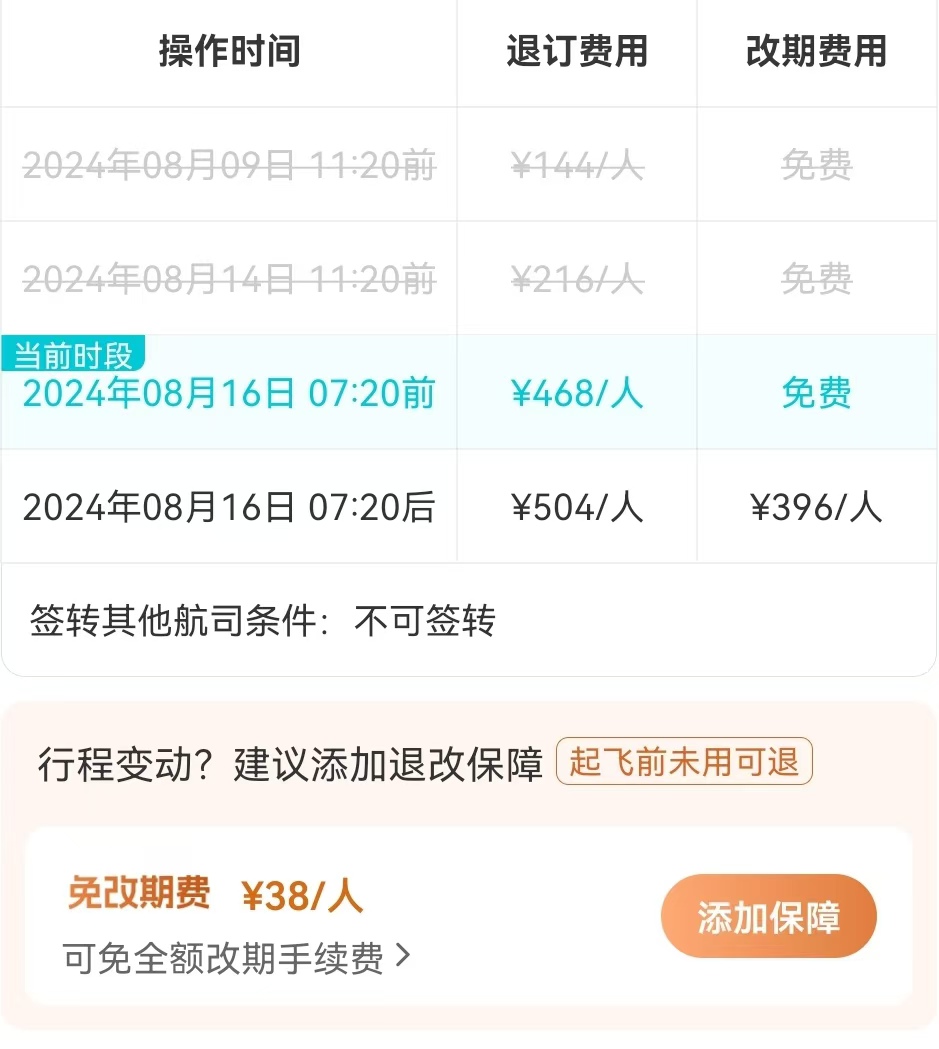 操作时间 退订费用 改期费用
2024年08月09日 11:20前 ¥144/人 免费
2024年08月14日 11:20前 ¥216/人 免费
当前时段
2024年08月16日 07:20前 ¥468/人 免费
2024年08月16日 07:20后 ¥504/人 ¥396/人
签转其他航司条件：不可签转
行程变动？建议添加退改保障 起飞前未用可退
免改期费 ¥38/人
添加保障
可免全额改期手续费